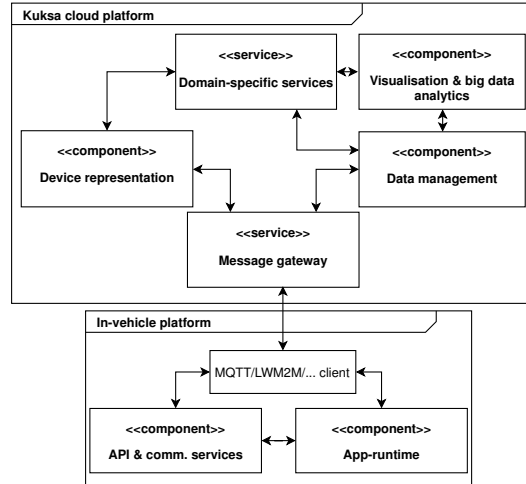 Kuksa cloud platform
<<service>>
Domain-specific services
<<component>>
Visualisation & big data
analytics
<<component>>
Device representation
<<component>>
Data management
<<service>>
Message gateway
In-vehicle platform
MQTT/LWM2M/... client
<<component>>
API & comm. services
<<component>>
App-runtime